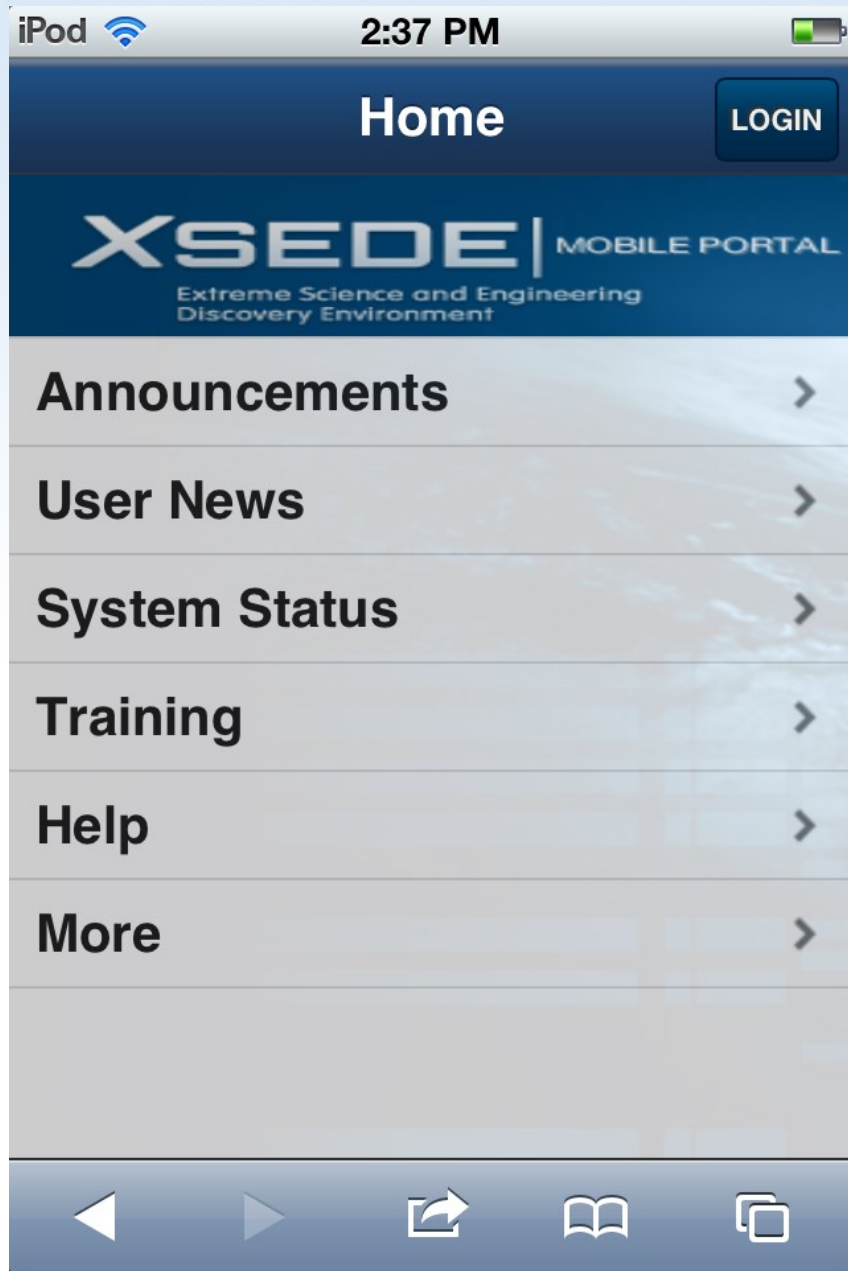 iPod 2:37 PM
Home LOGIN
XSEDE MOBILE PORTAL
Extreme Science and Engineering
Discovery Environment
Announcements
User News
System Status
Training
Help
More